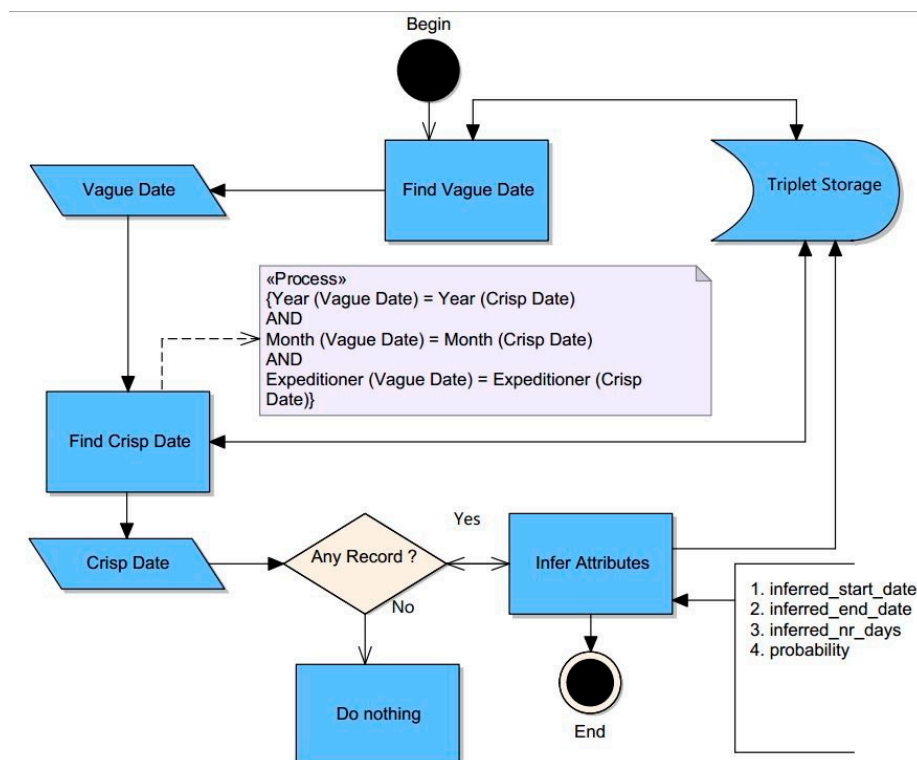 Begin
Find Vague Date
Triplet Storage
Vague Date
«Process»
{Year (Vague Date) = Year (Crisp Date)
AND
Month (Vague Date) = Month (Crisp Date)
AND
Expeditioner (Vague Date) = Expeditioner (Crisp
Date)}
Find Crisp Date
Crisp Date
Any Record ?
Yes
No
Infer Attributes
1. inferred_start_date
2. inferred_end_date
3. inferred_nr_days
4. probability
Do nothing
End